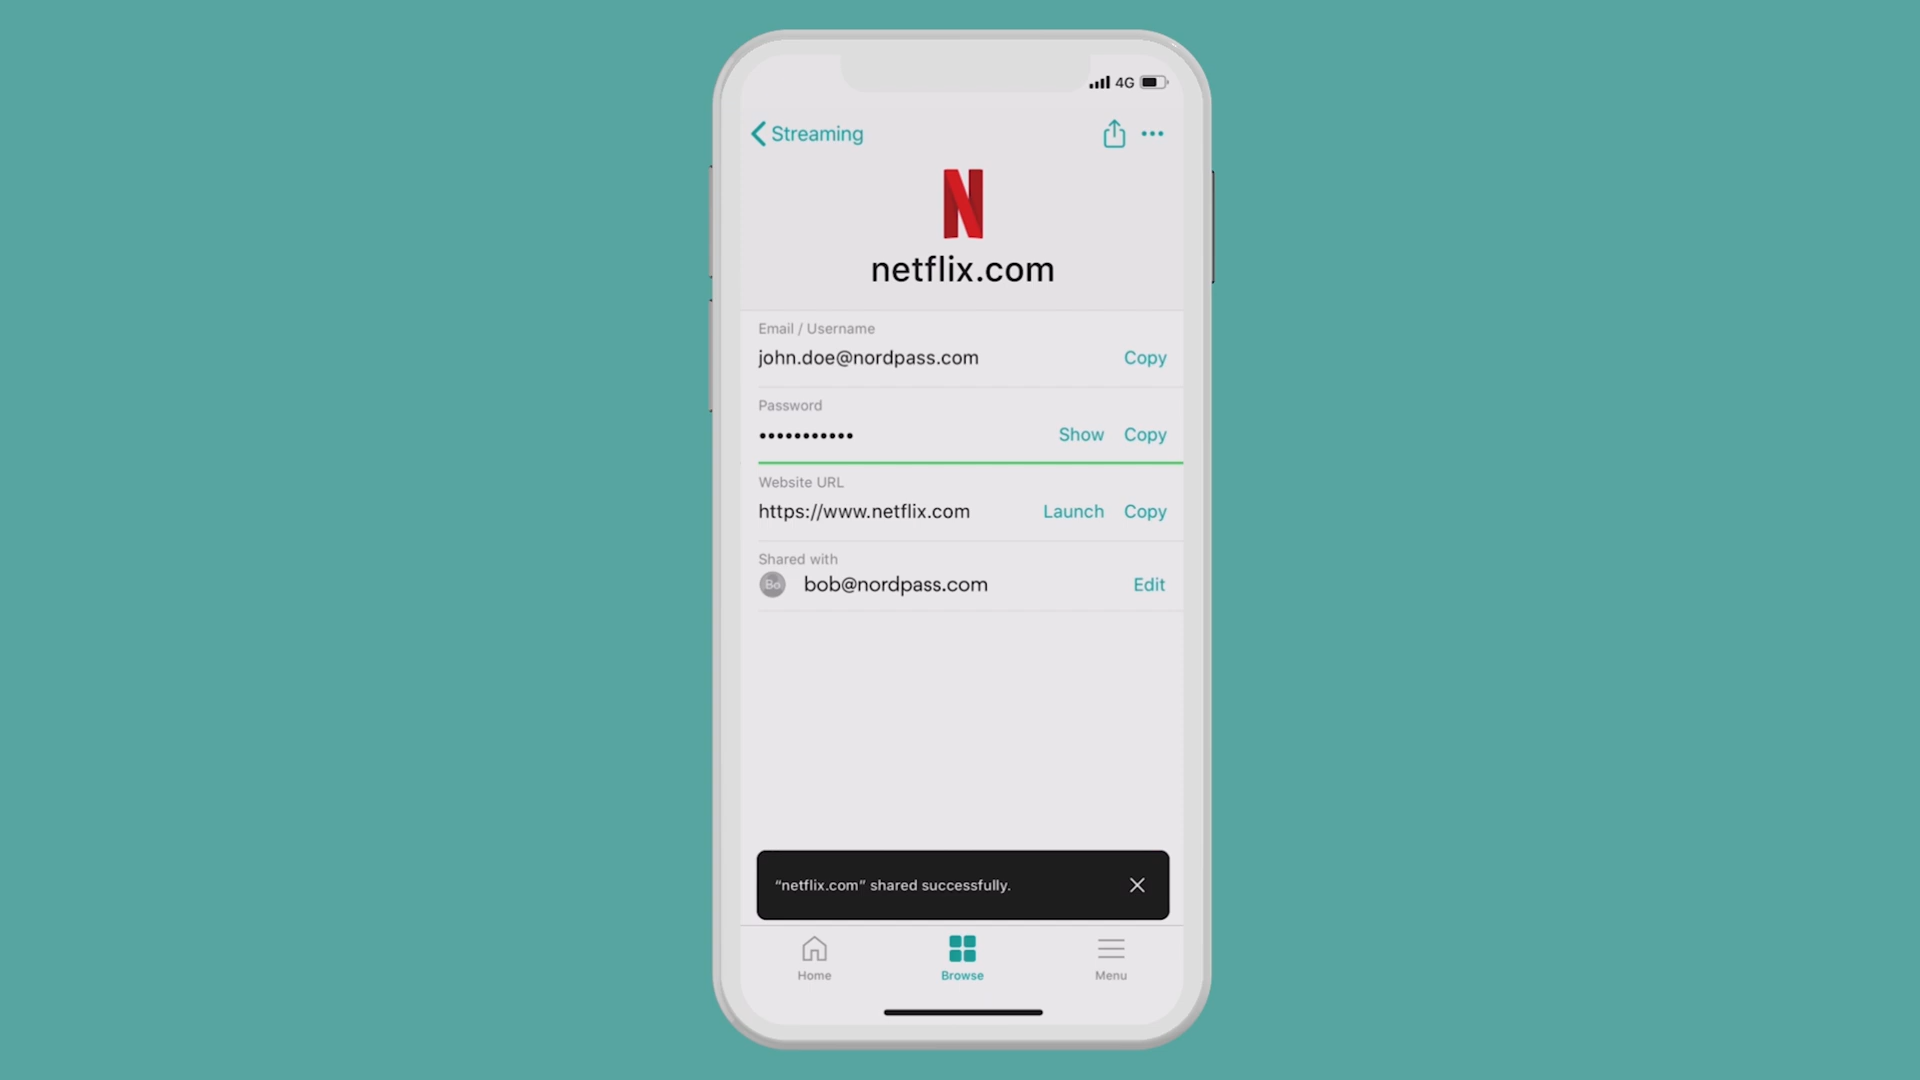 4G
Streaming
netflix.com
Email / Username
john.doe@nordpass.com Copy
Password
••••••••••• Show Copy
Website URL
https://www.netflix.com Launch Copy
Shared with
Bo bob@nordpass.com Edit
“netflix.com” shared successfully.
Home Browse Menu